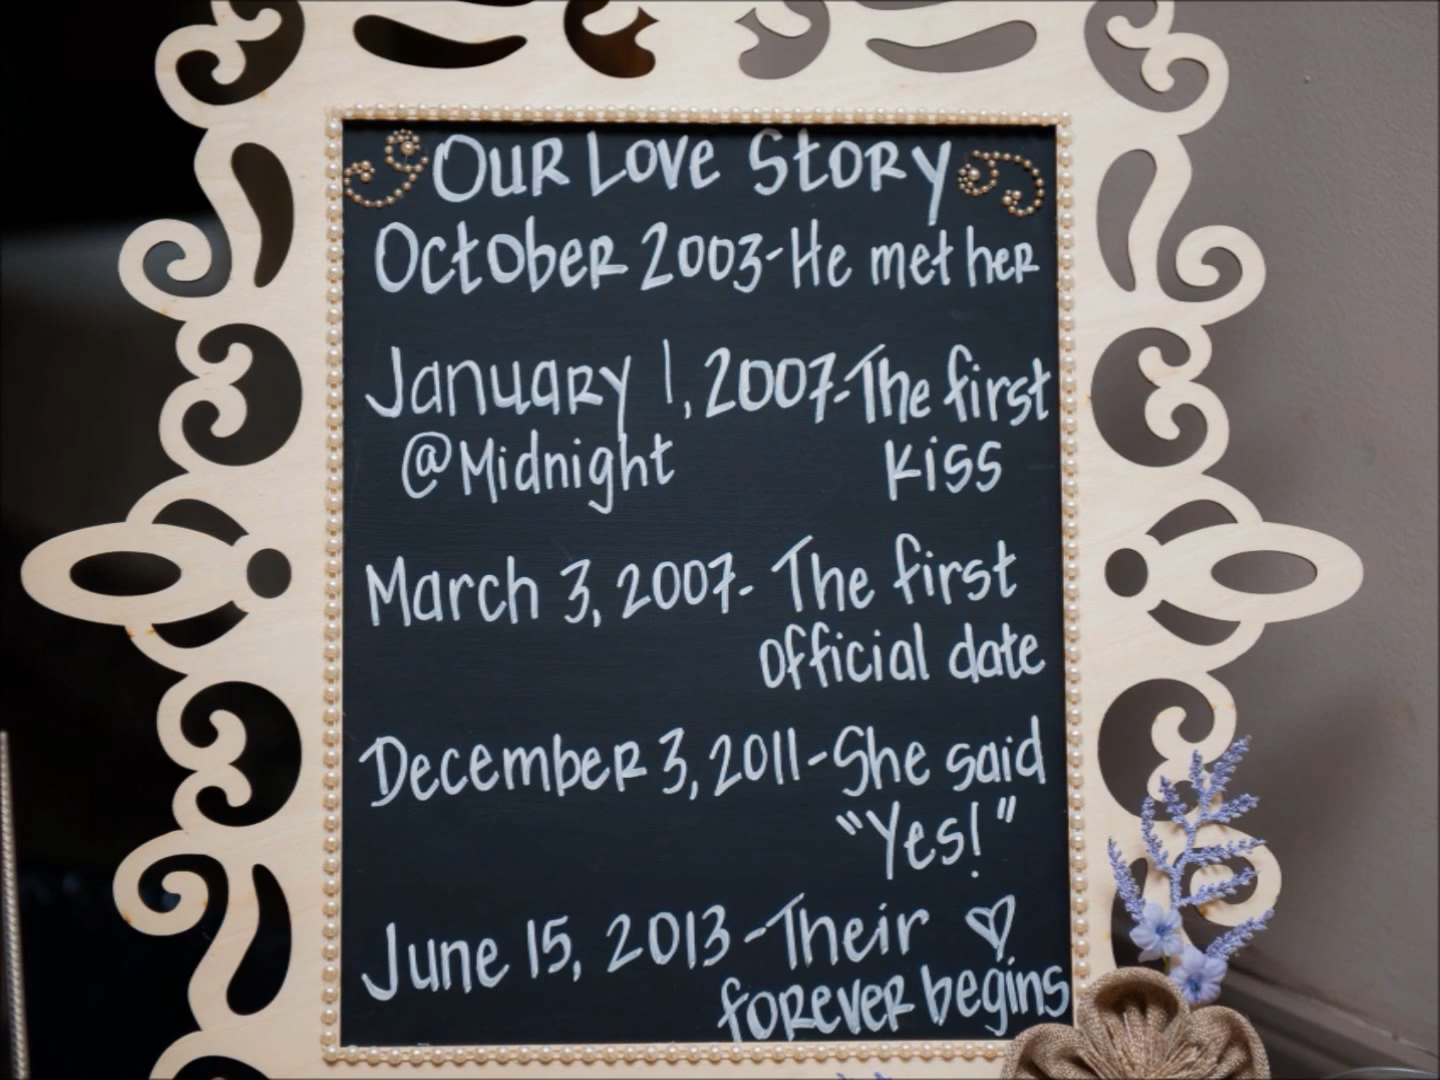 Our Love Story
October 2003-He met her
January 1, 2007-The first
@Midnight kiss
March 3, 2007- The first
official date
December 3, 2011-She said
"Yes!"
June 15, 2013-Their ♡
forever begins